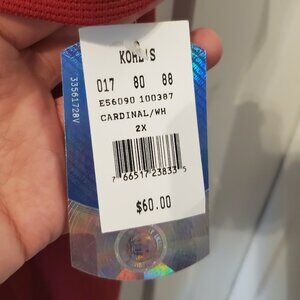 KOHL'S
017 80 88
E56090 100387
CARDINAL/WH
2X
7 66517 23833 5
$60.00
33561728V